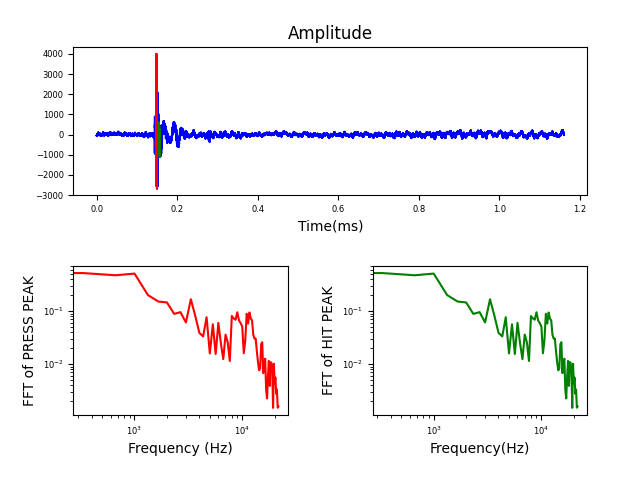 Amplitude
4000
3000
2000
1000
0
−1000
−2000
−3000
0.0 0.2 0.4 0.6 0.8 1.0 1.2
Time(ms)
FFT of PRESS PEAK
10⁻¹
10⁻²
10³ 10⁴
Frequency (Hz)
FFT of HIT PEAK
10⁻¹
10⁻²
10³ 10⁴
Frequency(Hz)